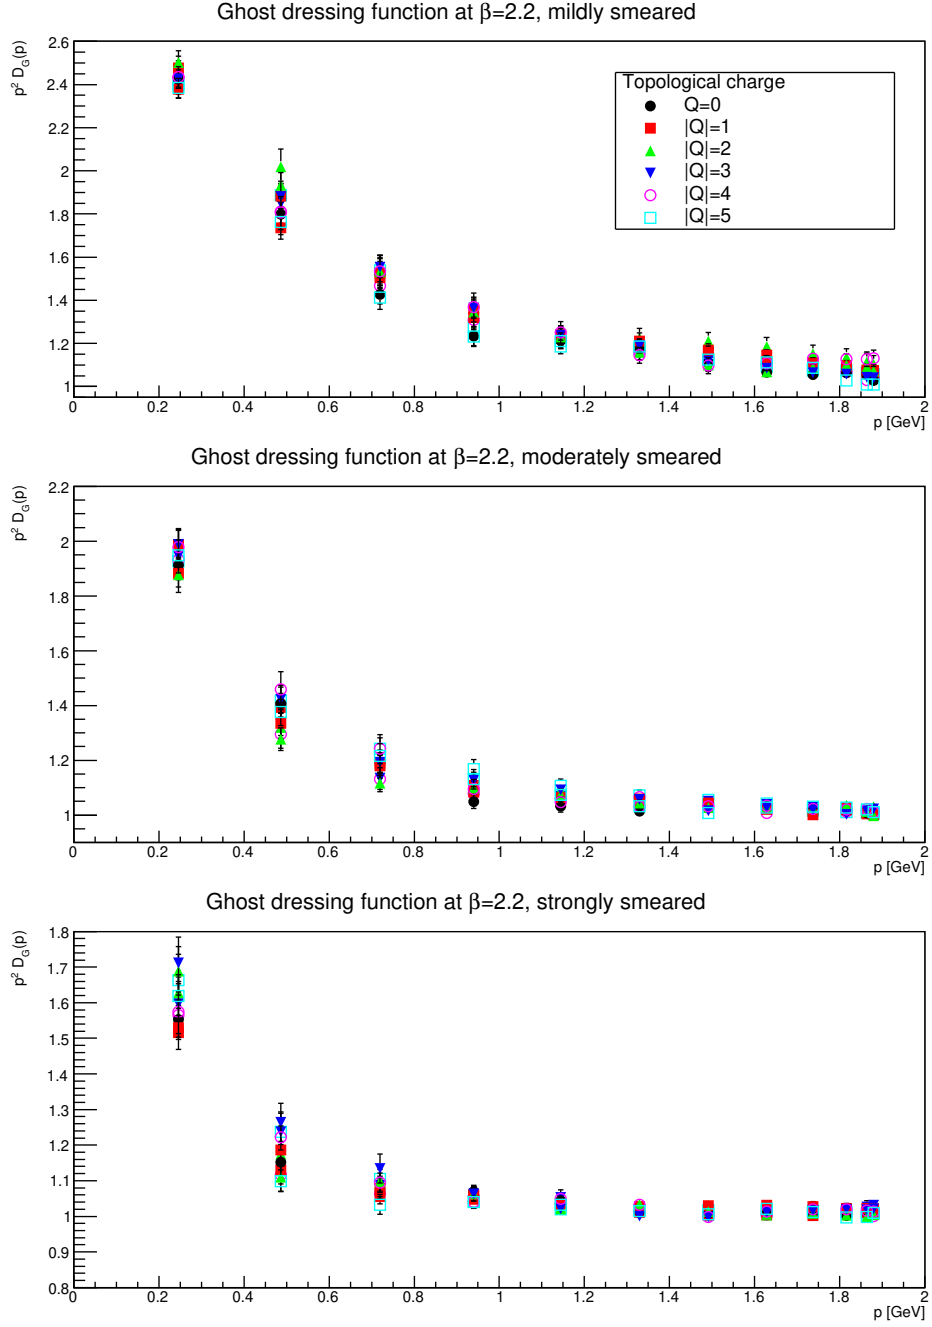 Ghost dressing function at β=2.2, mildly smeared
p² D_G(p)
2.6
2.4
2.2
2
1.8
1.6
1.4
1.2
1
Topological charge
Q=0
|Q|=1
|Q|=2
|Q|=3
|Q|=4
|Q|=5
0 0.2 0.4 0.6 0.8 1 1.2 1.4 1.6 1.8 2
p [GeV]
Ghost dressing function at β=2.2, moderately smeared
p² D_G(p)
2.2
2
1.8
1.6
1.4
1.2
1
0 0.2 0.4 0.6 0.8 1 1.2 1.4 1.6 1.8 2
p [GeV]
Ghost dressing function at β=2.2, strongly smeared
p² D_G(p)
1.8
1.7
1.6
1.5
1.4
1.3
1.2
1.1
1
0.9
0.8
0 0.2 0.4 0.6 0.8 1 1.2 1.4 1.6 1.8 2
p [GeV]